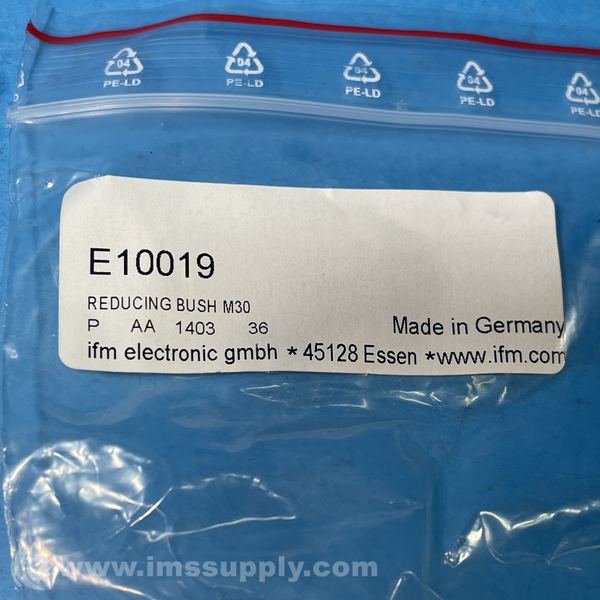 04 04 04 04 04
PE-LD PE-LD PE-LD PE-LD PE-LD
E10019
REDUCING BUSH M30
P AA 1403 36 Made in Germany
ifm electronic gmbh * 45128 Essen *www.ifm.com
www.imssupply.com